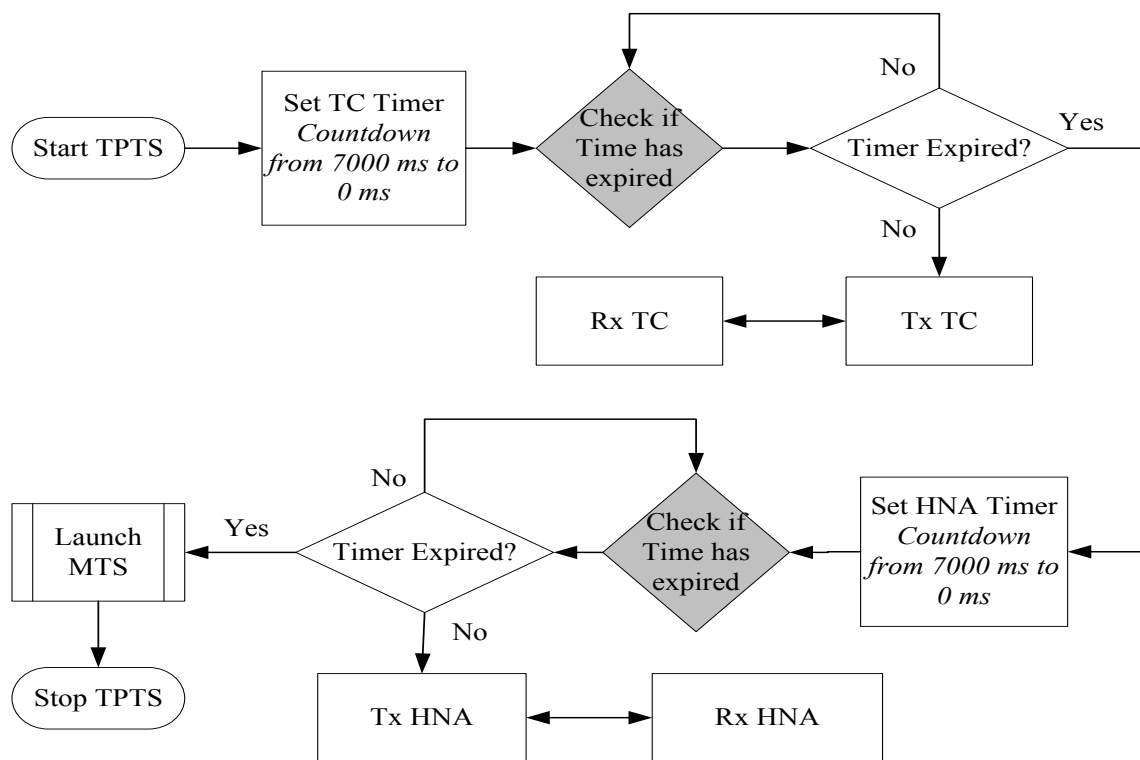 No
Set TC Timer
Countdown
from 7000 ms to
0 ms
Check if
Time has
expired
Yes
Start TPTS
Timer Expired?
No
Rx TC
Tx TC
No
Set HNA Timer
Countdown
from 7000 ms to
0 ms
Launch
MTS
Yes
Timer Expired?
Check if
Time has
expired
No
Stop TPTS
Tx HNA
Rx HNA